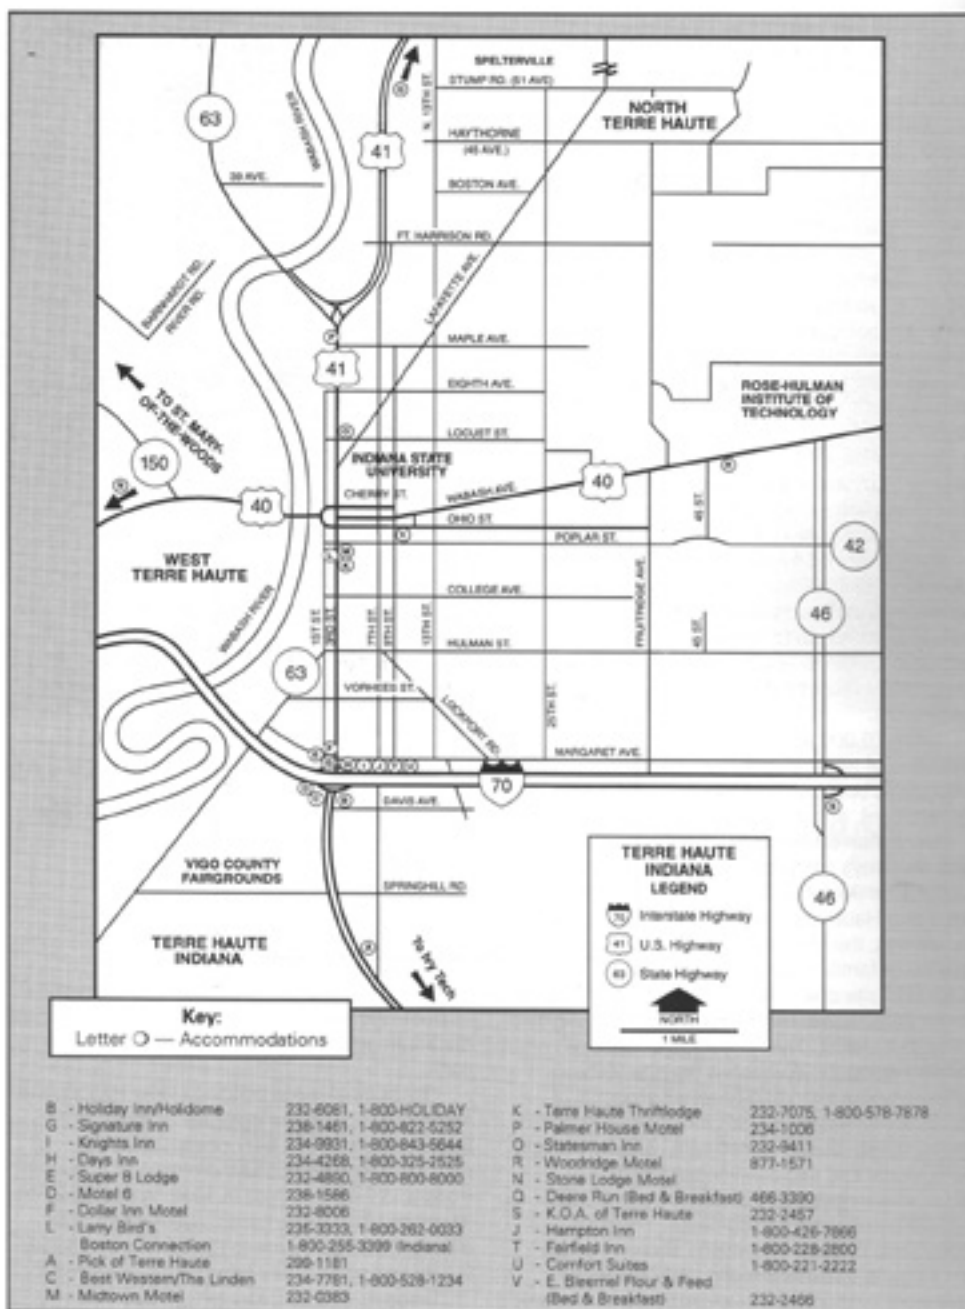 SPELTERVILLE
STUMP RD. (51 AVE)
NORTH
TERRE HAUTE
63
WABASH RIVER
41
N. 13TH ST.
HAYTHORNE
(46 AVE.)
39 AVE.
BOSTON AVE.
FT. HARRISON RD.
BARNHARDT RD.
RIVER RD.
LAFAYETTE AVE.
MAPLE AVE.
41
EIGHTH AVE.
ROSE-HULMAN
INSTITUTE OF
TECHNOLOGY
TO ST. MARY-
OF-THE-WOODS
LOCUST ST.
INDIANA STATE
UNIVERSITY
150
40
CHERRY ST.
WABASH AVE.
40
OHIO ST.
46 ST.
POPLAR ST.
42
WEST
TERRE HAUTE
COLLEGE AVE.
WABASH RIVER
1ST ST.
3RD ST.
7TH ST.
13TH ST.
FRUITRIDGE AVE.
45 ST.
46
HULMAN ST.
63
VORHEES ST.
LOCKPORT RD.
25TH ST.
MARGARET AVE.
70
DAVIS AVE.
VIGO COUNTY
FAIRGROUNDS
SPRINGHILL RD
46
TERRE HAUTE
INDIANA
To Ivy Tech
TERRE HAUTE
INDIANA
LEGEND
70 Interstate Highway
41 U.S. Highway
63 State Highway
NORTH
1 MILE
Key:
Letter — Accommodations
B - Holiday Inn/Holidome 232-6081, 1-800-HOLIDAY
G - Signature Inn 238-1461, 1-800-822-5252
I - Knights Inn 234-9931, 1-800-843-5644
H - Days Inn 234-4268, 1-800-325-2525
E - Super 8 Lodge 232-4890, 1-800-800-8000
D - Motel 6 238-1586
F - Dollar Inn Motel 232-8006
L - Larry Bird's 235-3333, 1-800-262-0033
Boston Connection 1-800-255-3399 (Indiana)
A - Pick of Terre Haute 299-1181
C - Best Western/The Linden 234-7781, 1-800-528-1234
M - Midtown Motel 232-0383
K - Terre Haute Thriftlodge 232-7075, 1-800-578-7878
P - Palmer House Motel 234-1006
O - Statesman Inn 232-9411
R - Woodridge Motel 877-1571
N - Stone Lodge Motel
Q - Deere Run (Bed & Breakfast) 466-3390
S - K.O.A. of Terre Haute 232-2457
J - Hampton Inn 1-800-426-7866
T - Fairfield Inn 1-800-228-2800
U - Comfort Suites 1-800-221-2222
V - E. Bleemel Flour & Feed
(Bed & Breakfast) 232-2466